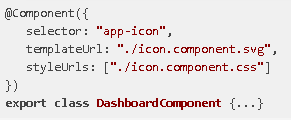 @Component({
selector: "app-icon",
templateUrl: "./icon.component.svg",
styleUrls: ["./icon.component.css"]
})
export class DashboardComponent {...}